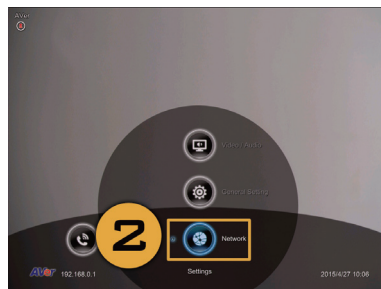 AVer
Video / Audio
General Setting
2
Network
AVer
192.168.0.1
Settings
2015/4/27 10:06